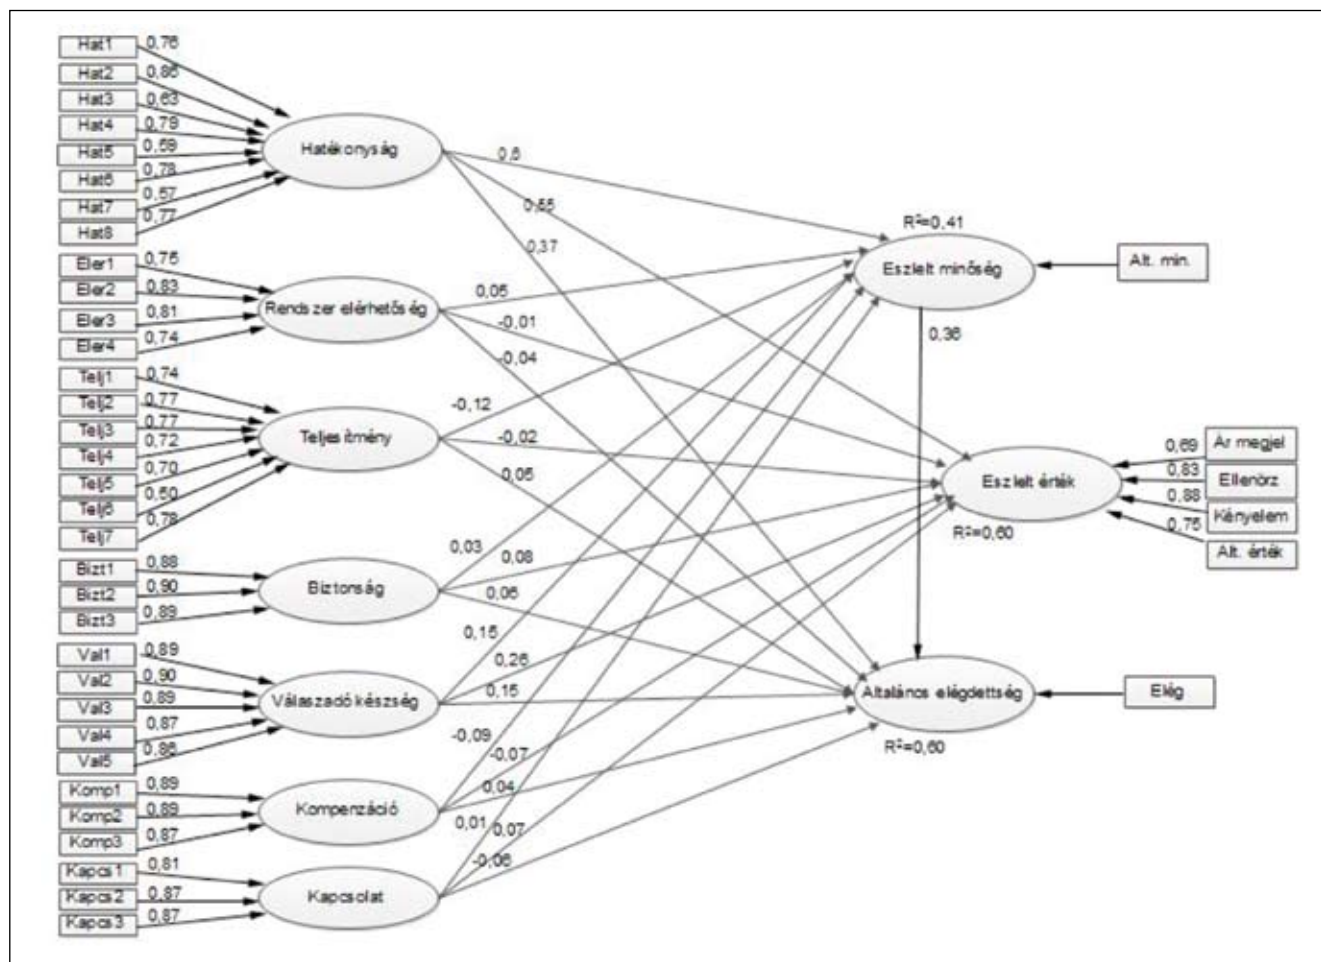 Hat1 0,76
Hat2 0,86
Hat3 0,63
Hat4 0,79
Hat5 0,59
Hat6 0,78
Hat7 0,57
Hat8 0,77
Hatékonyság
0,6
0,55
0,37
Eler1 0,75
Eler2 0,83
Eler3 0,81
Eler4 0,74
Rendszer elérhetőség
0,05
-0,01
-0,04
Telj1 0,74
Telj2 0,77
Telj3 0,77
Telj4 0,72
Telj5 0,70
Telj6 0,50
Telj7 0,78
Teljesítmény
-0,12
-0,02
0,05
Bizt1 0,88
Bizt2 0,90
Bizt3 0,89
Biztonság
0,03
0,08
0,06
Val1 0,89
Val2 0,90
Val3 0,89
Val4 0,87
Val5 0,86
Válaszadó készség
0,15
0,26
0,15
Komp1 0,89
Komp2 0,89
Komp3 0,87
Kompenzáció
-0,09
-0,07
0,04
Kapcs1 0,81
Kapcs2 0,87
Kapcs3 0,87
Kapcsolat
0,01
0,07
-0,06
R²=0,41
Eszlelt minőség
Alt. min.
0,36
Eszlelt érték
R²=0,60
0,69 Ár megjel
0,83 Ellenörz
0,88 Kényelem
0,75 Alt. érték
Általános elégdettség
R²=0,60
Elég